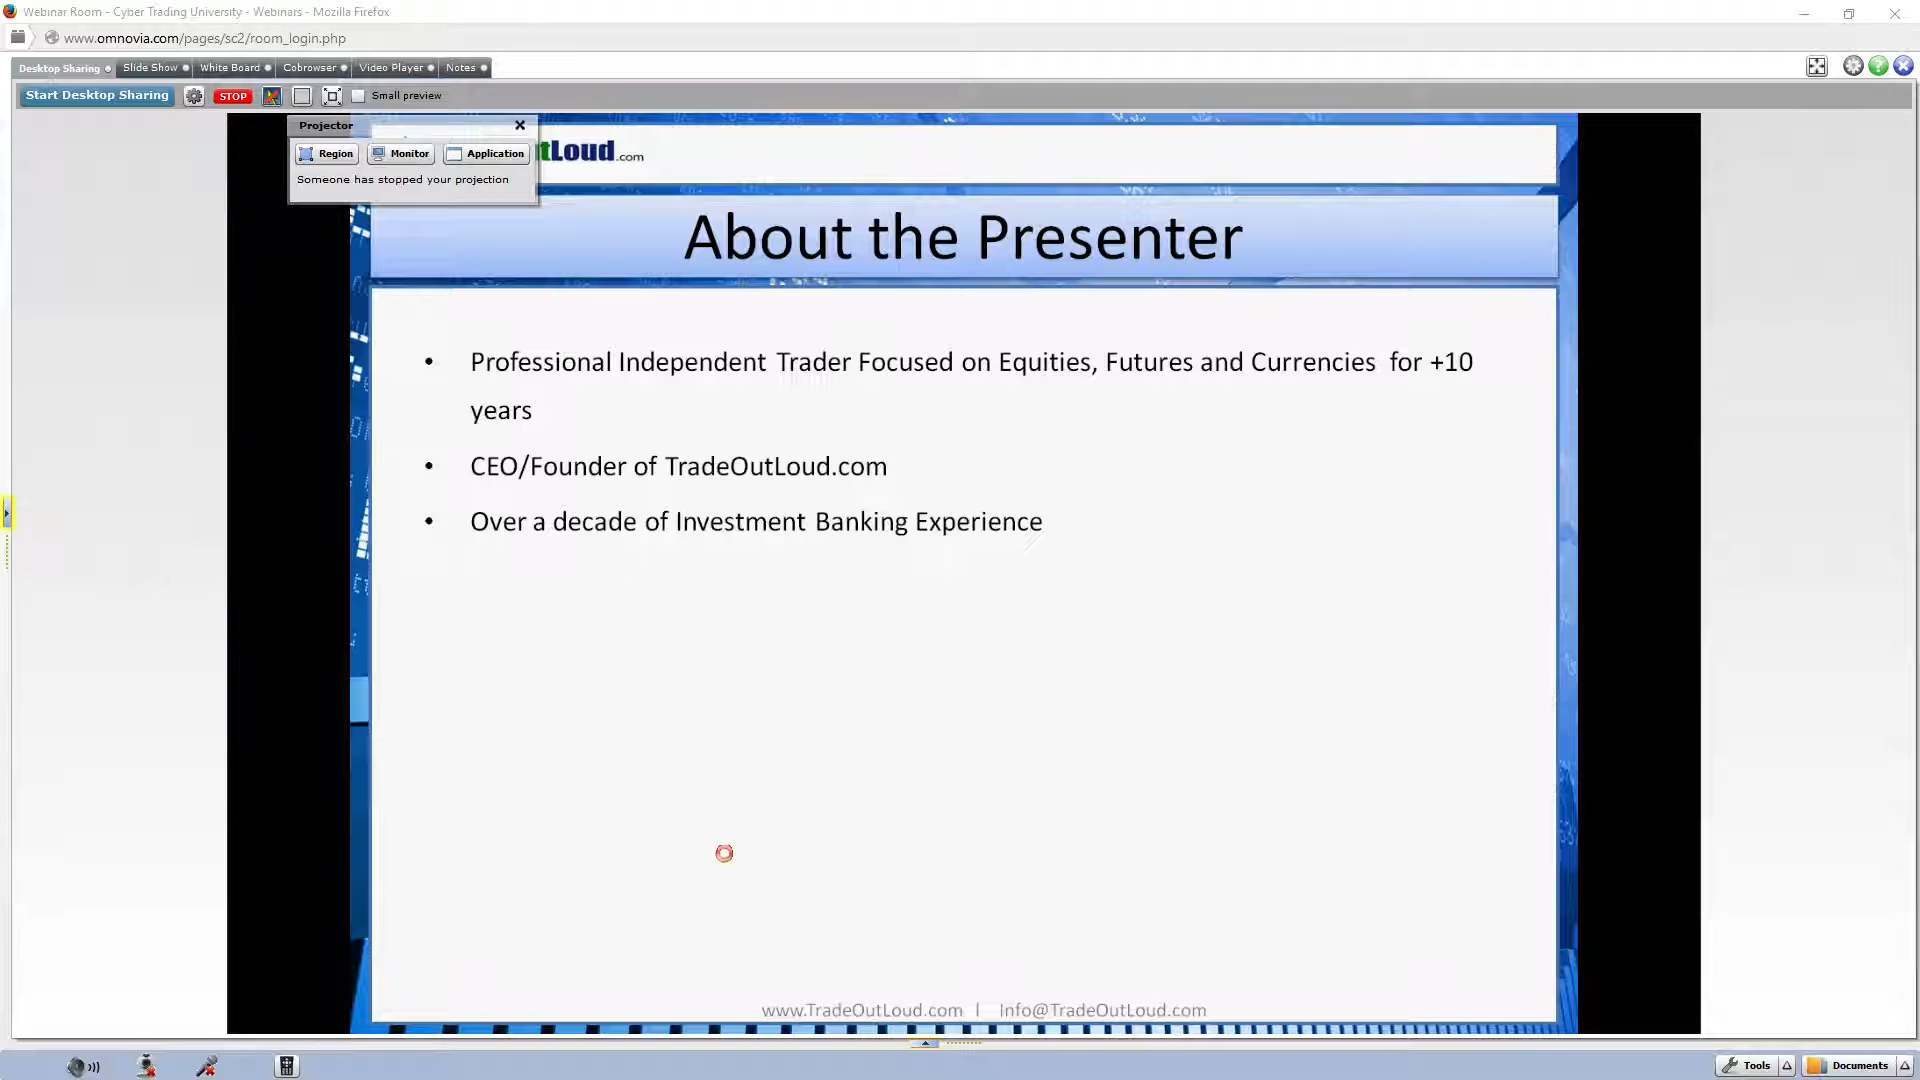 Webinar Room - Cyber Trading University - Webinars - Mozilla Firefox
www.omnovia.com/pages/sc2/room_login.php
Desktop Sharing Slide Show White Board Cobrowser Video Player Notes
Start Desktop Sharing STOP Small preview
Projector
Region Monitor Application
Someone has stopped your projection
tLoud.com
About the Presenter
• Professional Independent Trader Focused on Equities, Futures and Currencies for +10
years
• CEO/Founder of TradeOutLoud.com
• Over a decade of Investment Banking Experience
www.TradeOutLoud.com | Info@TradeOutLoud.com
Tools Documents